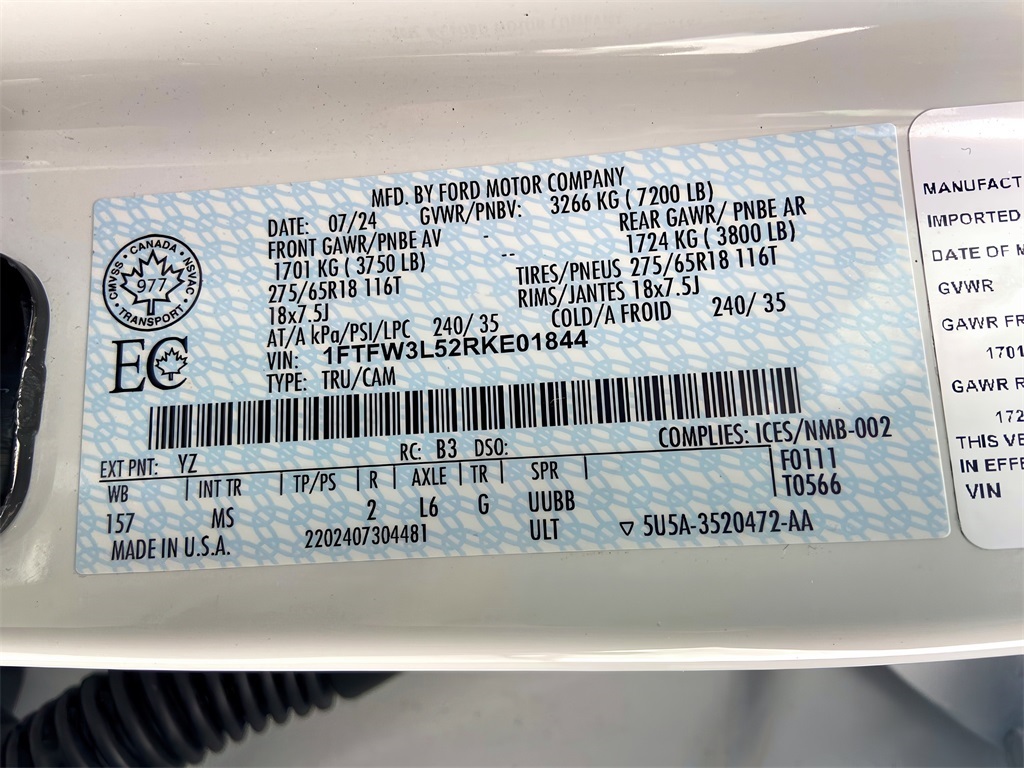 MFD. BY FORD MOTOR COMPANY
DATE: 07/24 GVWR/PNBV: 3266 KG ( 7200 LB)
FRONT GAWR/PNBE AV - REAR GAWR/ PNBE AR
1701 KG ( 3750 LB) -- 1724 KG ( 3800 LB)
275/65R18 116T TIRES/PNEUS 275/65R18 116T
18x7.5J RIMS/JANTES 18x7.5J
AT/A kPa/PSI/LPC 240/ 35 COLD/A FROID 240/ 35
VIN: 1FTFW3L52RKE01844
TYPE: TRU/CAM
CANADA
CMVSS NSVAC
977
TRANSPORT
EC
EXT PNT: YZ RC: B3 DSO: COMPLIES: ICES/NMB-002
WB INT TR TP/PS R AXLE TR SPR F0111
157 MS 2 L6 G UUBB T0566
MADE IN U.S.A. 2202407304481 ULT 5U5A-3520472-AA
MANUFACT
IMPORTED
DATE OF M
GVWR
GAWR FR
1701
GAWR R
172
THIS VE
IN EFFE
VIN